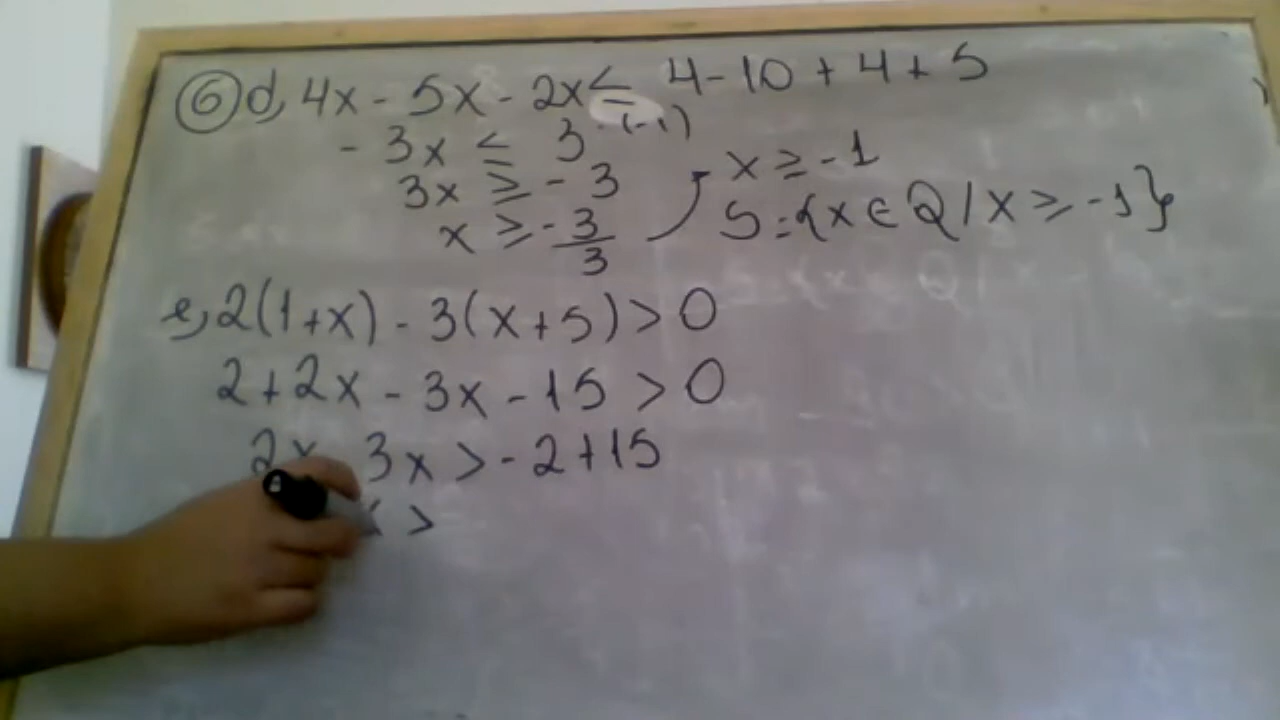 6 d, 4x - 5x - 2x ≤ 4 - 10 + 4 + 5
- 3x ≤ 3 · (-1)
3x ≥ - 3
x ≥ - 3/3
x ≥ - 1
S = {x ∈ Q / x ≥ - 1}
e, 2(1+x) - 3(x+5) > 0
2 + 2x - 3x - 15 > 0
2x 3x > - 2 + 15
x >